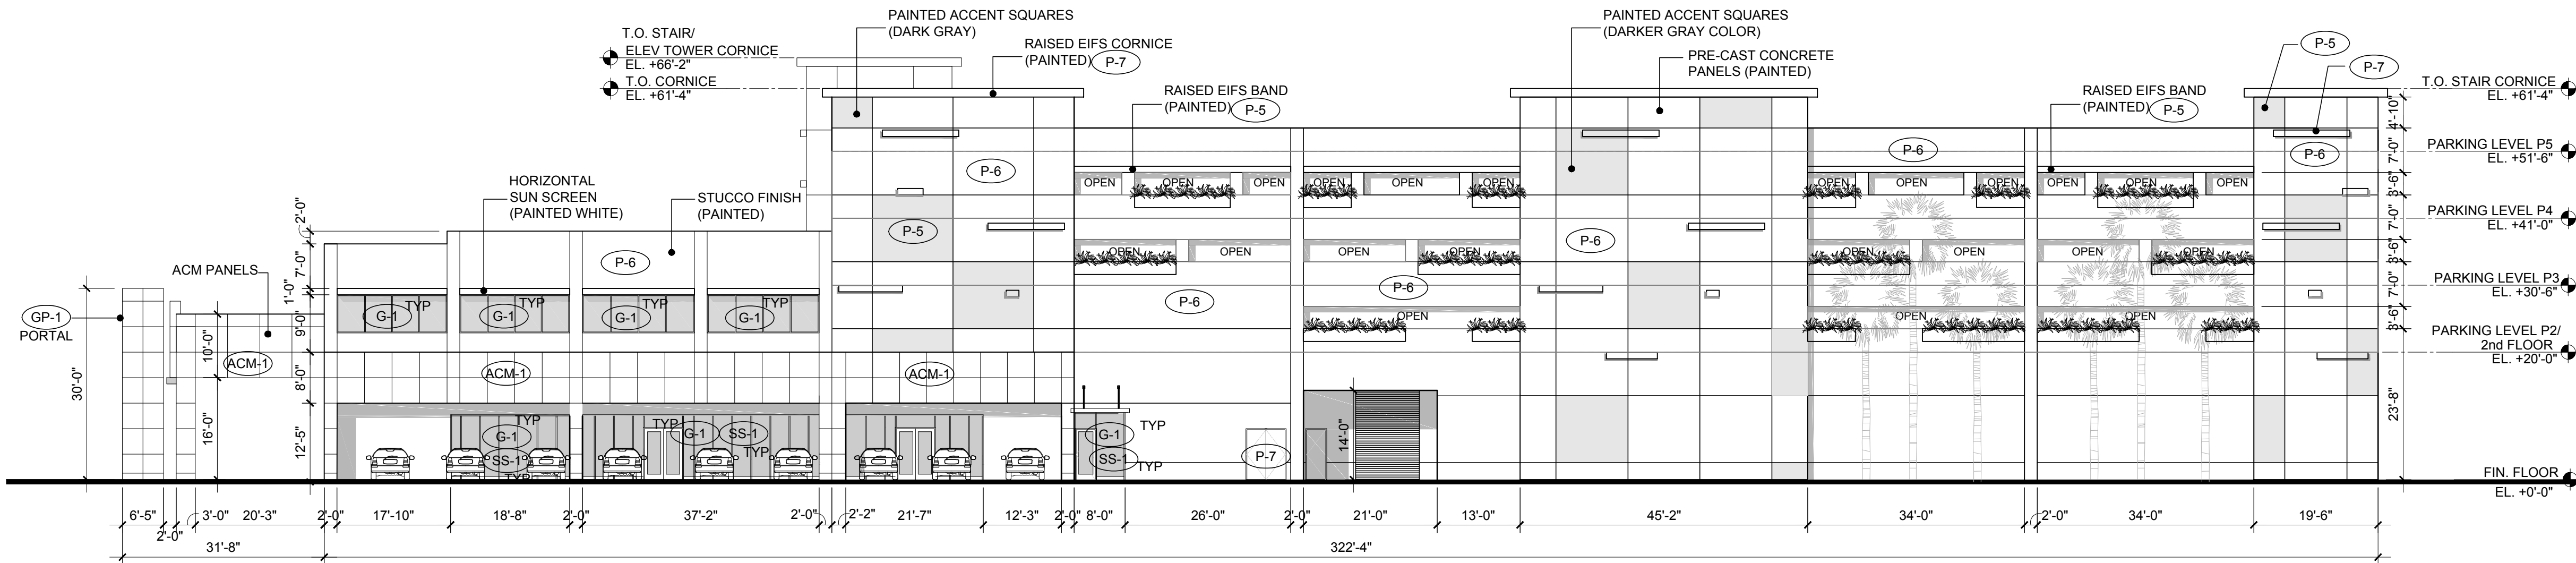 PAINTED ACCENT SQUARES
(DARK GRAY)
PAINTED ACCENT SQUARES
(DARKER GRAY COLOR)
T.O. STAIR/
ELEV TOWER CORNICE
EL. +66'-2"
T.O. CORNICE
EL. +61'-4"
RAISED EIFS CORNICE
(PAINTED) P-7
PRE-CAST CONCRETE
PANELS (PAINTED)
P-5
P-7
RAISED EIFS BAND
(PAINTED) P-5
RAISED EIFS BAND
(PAINTED) P-5
T.O. STAIR CORNICE
EL. +61'-4"
4'-10"
PARKING LEVEL P5
EL. +51'-6"
7'-0"
3'-6"
PARKING LEVEL P4
EL. +41'-0"
7'-0"
3'-6"
PARKING LEVEL P3
EL. +30'-6"
7'-0"
3'-6"
PARKING LEVEL P2/
2nd FLOOR
EL. +20'-0"
23'-8"
FIN. FLOOR
EL. +0'-0"
P-6
P-6
P-6
OPEN OPEN OPEN OPEN OPEN OPEN OPEN OPEN OPEN OPEN OPEN OPEN
HORIZONTAL
SUN SCREEN
(PAINTED WHITE)
STUCCO FINISH
(PAINTED)
P-5
P-6
P-6
OPEN OPEN OPEN OPEN OPEN OPEN OPEN OPEN
2'-0"
7'-0"
1'-0"
9'-0"
8'-0"
12'-5"
ACM PANELS
GP-1
PORTAL
30'-0"
10'-0"
16'-0"
ACM-1
G-1 TYP
G-1 TYP
G-1 TYP
G-1 TYP
P-6
P-6
OPEN OPEN OPEN
ACM-1
ACM-1
TYP
G-1
SS-1
TYP
TYP
G-1
SS-1
TYP
G-1
TYP
SS-1
TYP
P-7
14'-0"
6'-5" 2'-0" 3'-0" 20'-3" 2'-0" 17'-10" 18'-8" 2'-0" 37'-2" 2'-0" 2'-2" 21'-7" 12'-3" 2'-0" 8'-0" 26'-0" 2'-0" 21'-0" 13'-0" 45'-2" 34'-0" 2'-0" 34'-0" 19'-6"
31'-8" 322'-4"